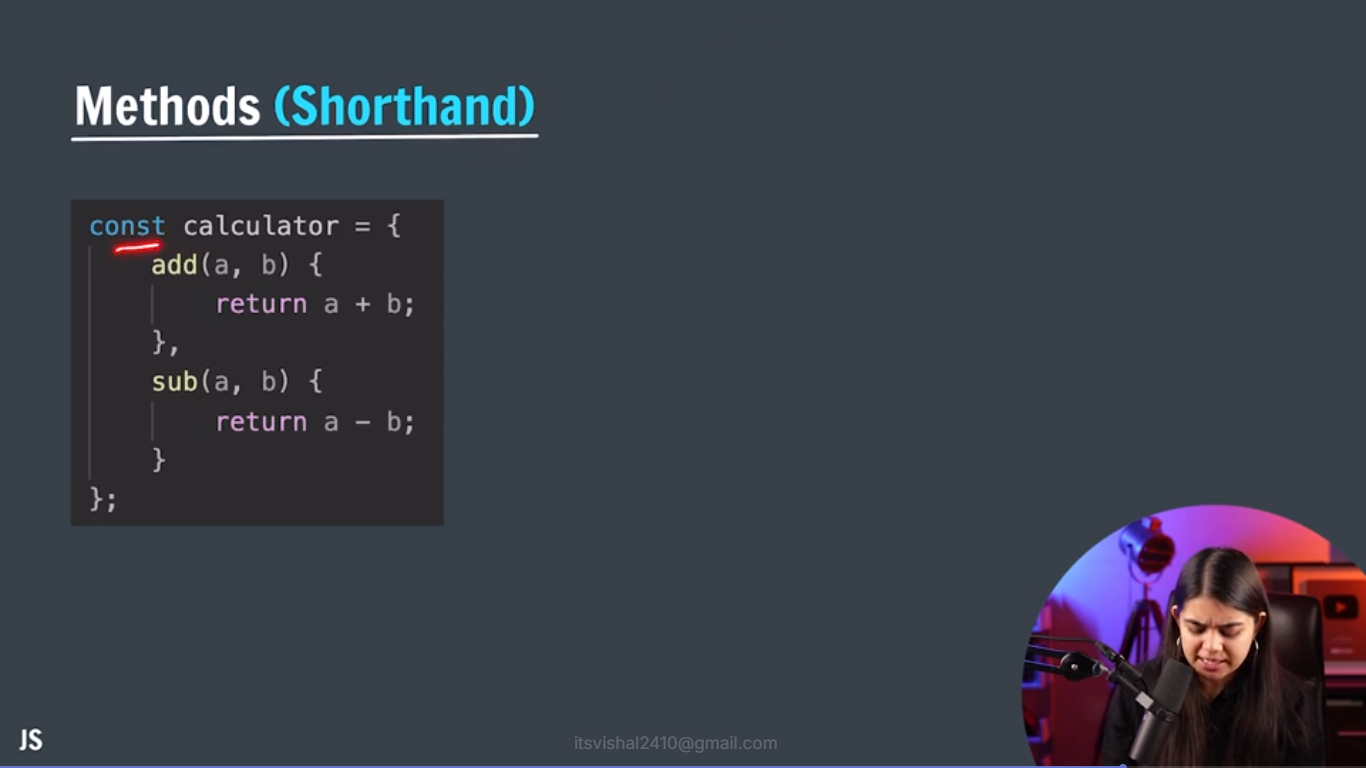 Methods (Shorthand)
const calculator = {
add(a, b) {
return a + b;
},
sub(a, b) {
return a - b;
}
};
JS
itsvishal2410@gmail.com